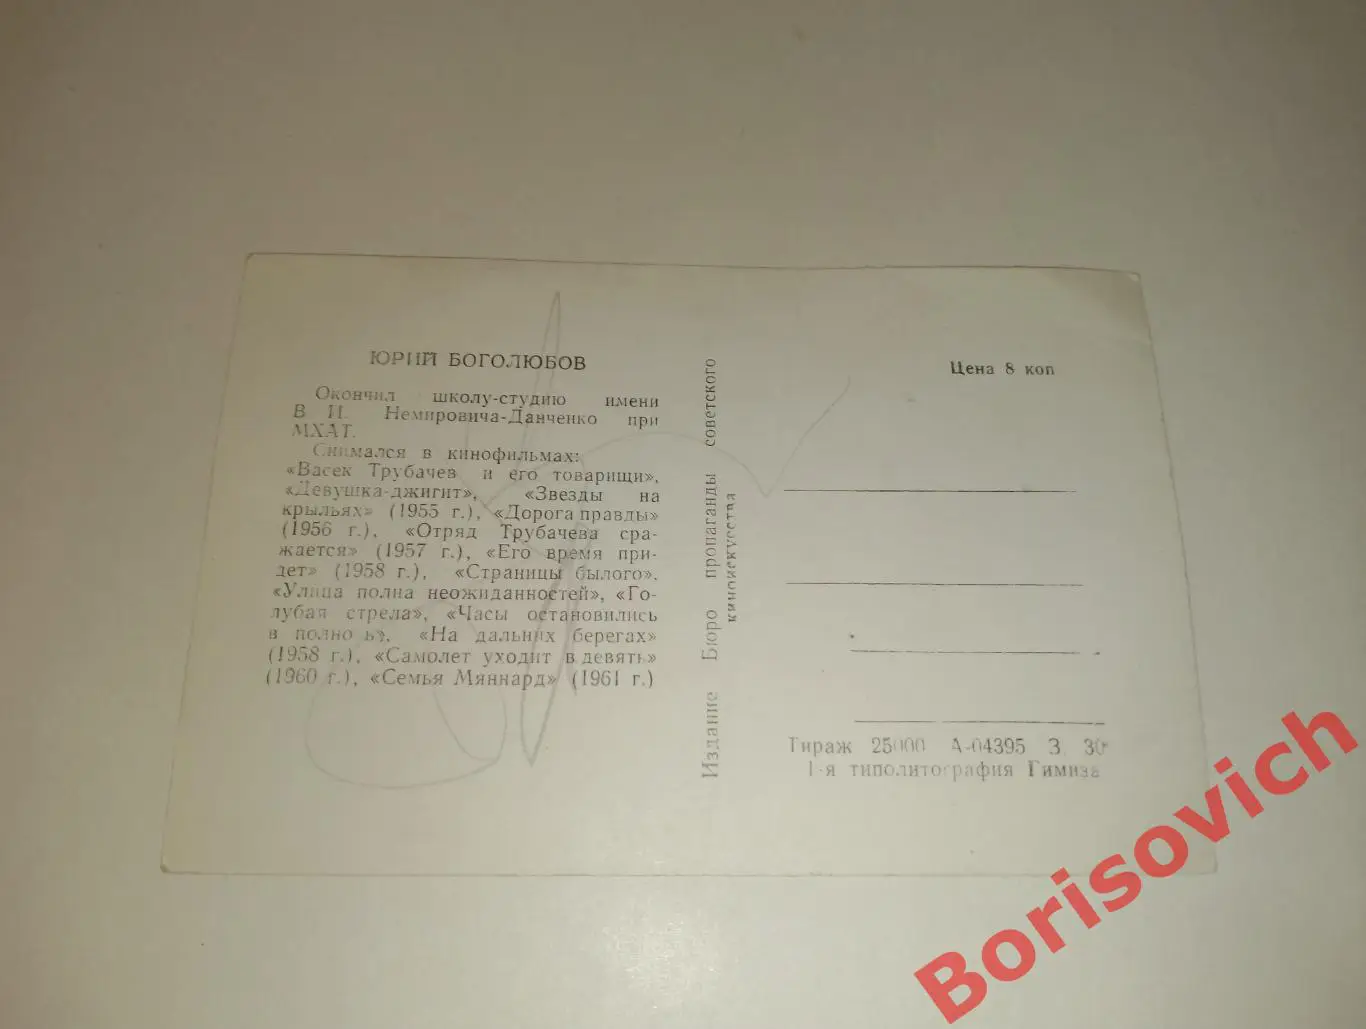 ЮРИЙ БОГОЛЮБОВ
Окончил школу-студию имени
В И. Немировича-Данченко при
МХАТ.
Снимался в кинофильмах:
«Васек Трубачев и его товарищи»,
«Девушка-джигит», «Звезды на
крыльях» (1955 г.), «Дорога правды»
(1956 г.), «Отряд Трубачева сра-
жается» (1957 г.), «Его время при-
дет» (1958 г.), «Страницы былого»,
«Улица полна неожиданностей», «Го-
лубая стрела», «Часы остановились
в полно ь», «На дальних берегах»
(1958 г.), «Самолет уходит в девять»
(1960 г.), «Семья Мяннард» (1961 г.)
Издание Бюро пропаганды советского
киноискусства
Цена 8 коп
Тираж 25000 А-04395 З. 30
1-я типолитография Гимиза
Borisovich